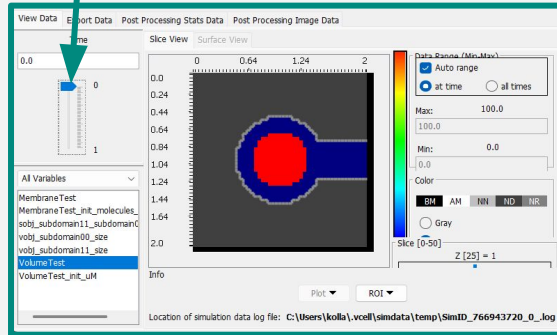 View Data Export Data Post Processing Stats Data Post Processing Image Data
Time
0.0
0
1
All Variables
MembraneTest
MembraneTest_init_molecules_
sobj_subdomain11_subdomain0
vobj_subdomain00_size
vobj_subdomain11_size
VolumeTest
VolumeTest_init_uM
Slice View Surface View
0 0.64 1.24 2
0.0
0.24
0.44
0.64
0.84
1.04
1.24
1.44
1.64
2.0
Data Range (Min-Max)
Auto range
at time all times
Max: 100.0
100.0
Min: 0.0
0.0
Color
BM AM NN ND NR
Gray
Slice [0-50]
Z [25] = 1
Info
Plot ROI
Location of simulation data log file: C:\Users\kolla\.vcell\simdata\temp\SimID_766943720_0_.log